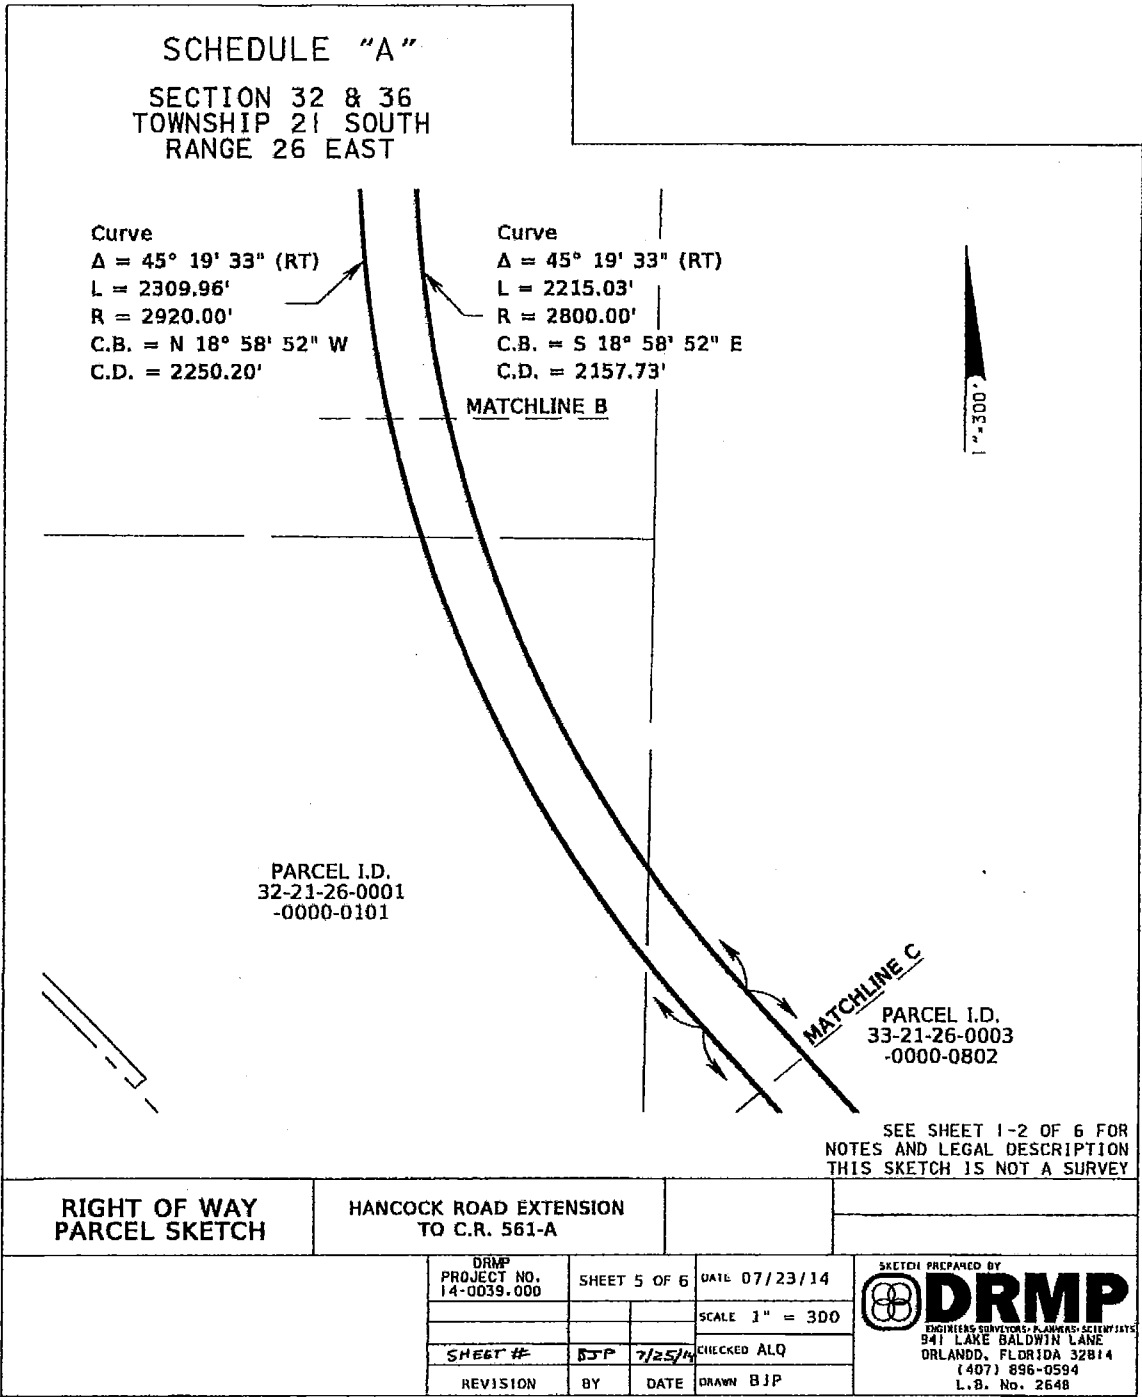 SCHEDULE "A"
SECTION 32 & 36
TOWNSHIP 21 SOUTH
RANGE 26 EAST
Curve
Δ = 45° 19' 33" (RT)
L = 2309.96'
R = 2920.00'
C.B. = N 18° 58' 52" W
C.D. = 2250.20'
Curve
Δ = 45° 19' 33" (RT)
L = 2215.03'
R = 2800.00'
C.B. = S 18° 58' 52" E
C.D. = 2157.73'
MATCHLINE B
1"=300'
PARCEL I.D.
32-21-26-0001
-0000-0101
MATCHLINE C
PARCEL I.D.
33-21-26-0003
-0000-0802
SEE SHEET 1-2 OF 6 FOR
NOTES AND LEGAL DESCRIPTION
THIS SKETCH IS NOT A SURVEY
RIGHT OF WAY
PARCEL SKETCH
HANCOCK ROAD EXTENSION
TO C.R. 561-A
DRMP
PROJECT NO.
14-0039.000
SHEET 5 OF 6
DATE 07/23/14
SCALE 1" = 300
SHEET # BJP 7/25/14
CHECKED ALQ
REVISION BY DATE
DRAWN BJP
SKETCH PREPARED BY
DRMP
ENGINEERS·SURVEYORS·PLANNERS·SCIENTISTS
941 LAKE BALDWIN LANE
ORLANDO, FLORIDA 32814
(407) 896-0594
L.B. No. 2648